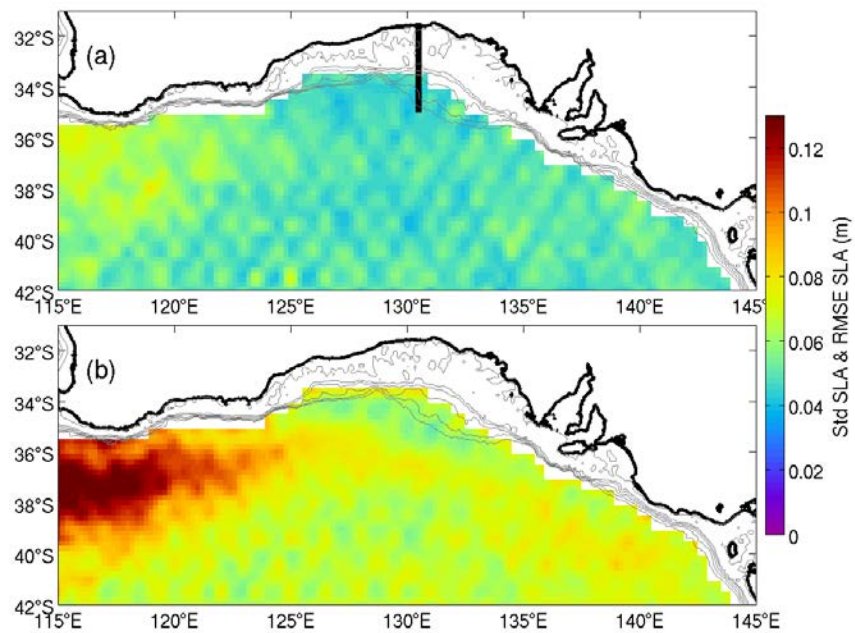 32°S
34°S
36°S
38°S
40°S
42°S
(a)
115°E
120°E
125°E
130°E
135°E
140°E
145°E
32°S
34°S
36°S
38°S
40°S
42°S
(b)
115°E
120°E
125°E
130°E
135°E
140°E
145°E
0.12
0.1
0.08
0.06
0.04
0.02
0
Std SLA & RMSE SLA (m)